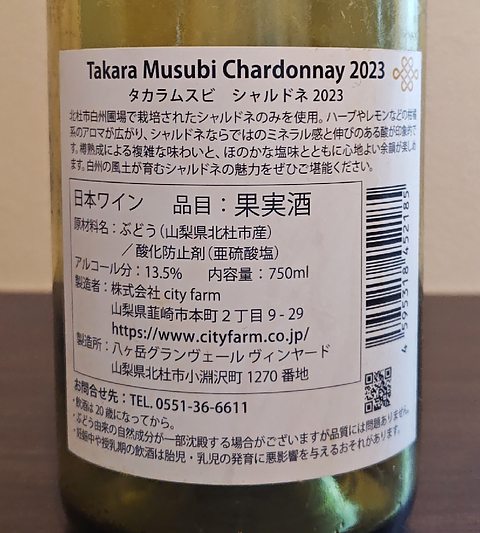 Takara Musubi Chardonnay 2023
タカラムスビ シャルドネ 2023
北杜市白州圃場で栽培されたシャルドネのみを使用。ハーブやレモンなどの柑橘
系のアロマが広がり、シャルドネならではのミネラル感と伸びのある酸が印象的で
す。樽熟成による複雑な味わいと、ほのかな塩味とともに心地よい余韻が楽しめ
ます。白州の風土が育むシャルドネの魅力をぜひご堪能ください。
日本ワイン 品目：果実酒
原材料名：ぶどう（山梨県北杜市産）
／酸化防止剤（亜硫酸塩）
アルコール分：13.5% 内容量：750ml
製造者：株式会社 city farm
山梨県韮崎市本町２丁目９-29
https://www.cityfarm.co.jp/
製造所：八ヶ岳グランヴェール ヴィンヤード
山梨県北杜市小淵沢町 1270 番地
4 595318 452185
お問合せ先：TEL. 0551-36-6611
・飲酒は 20 歳になってから。
・ぶどう由来の自然成分が一部沈殿する場合がございますが品質には問題ありません。
・妊娠中や授乳期の飲酒は胎児・乳児の発育に悪影響を与えるおそれがあります。